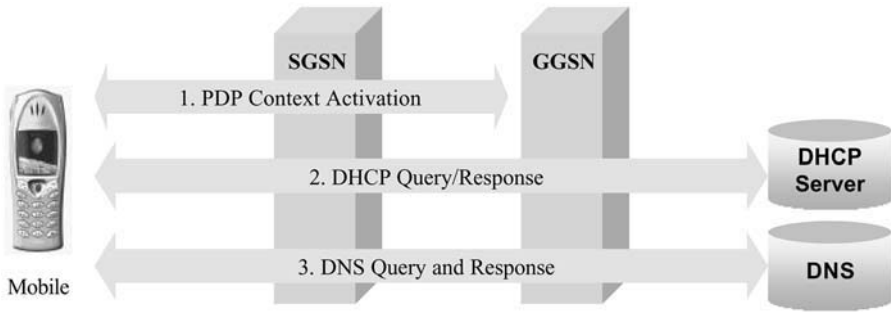 SGSN
GGSN
1. PDP Context Activation
2. DHCP Query/Response
DHCP
Server
3. DNS Query and Response
DNS
Mobile